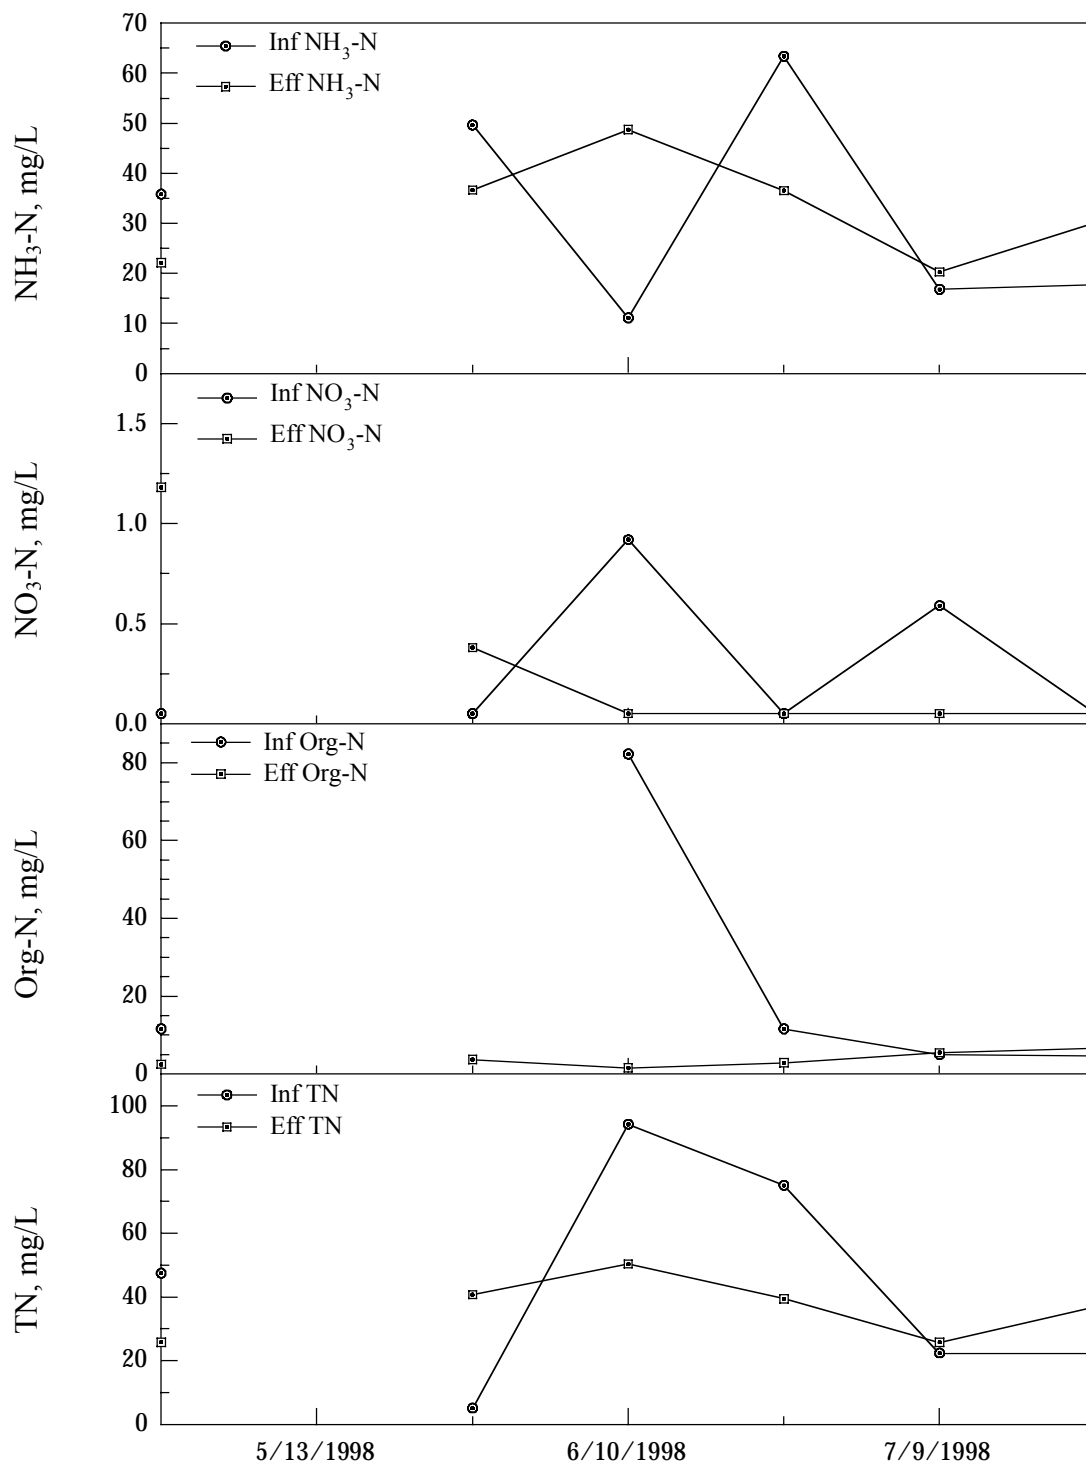 70
60
50
40
30
20
10
0
NH₃-N, mg/L
Inf NH₃-N
Eff NH₃-N
1.5
1.0
0.5
0.0
NO₃-N, mg/L
Inf NO₃-N
Eff NO₃-N
80
60
40
20
0
Org-N, mg/L
Inf Org-N
Eff Org-N
100
80
60
40
20
0
TN, mg/L
Inf TN
Eff TN
5/13/1998 6/10/1998 7/9/1998